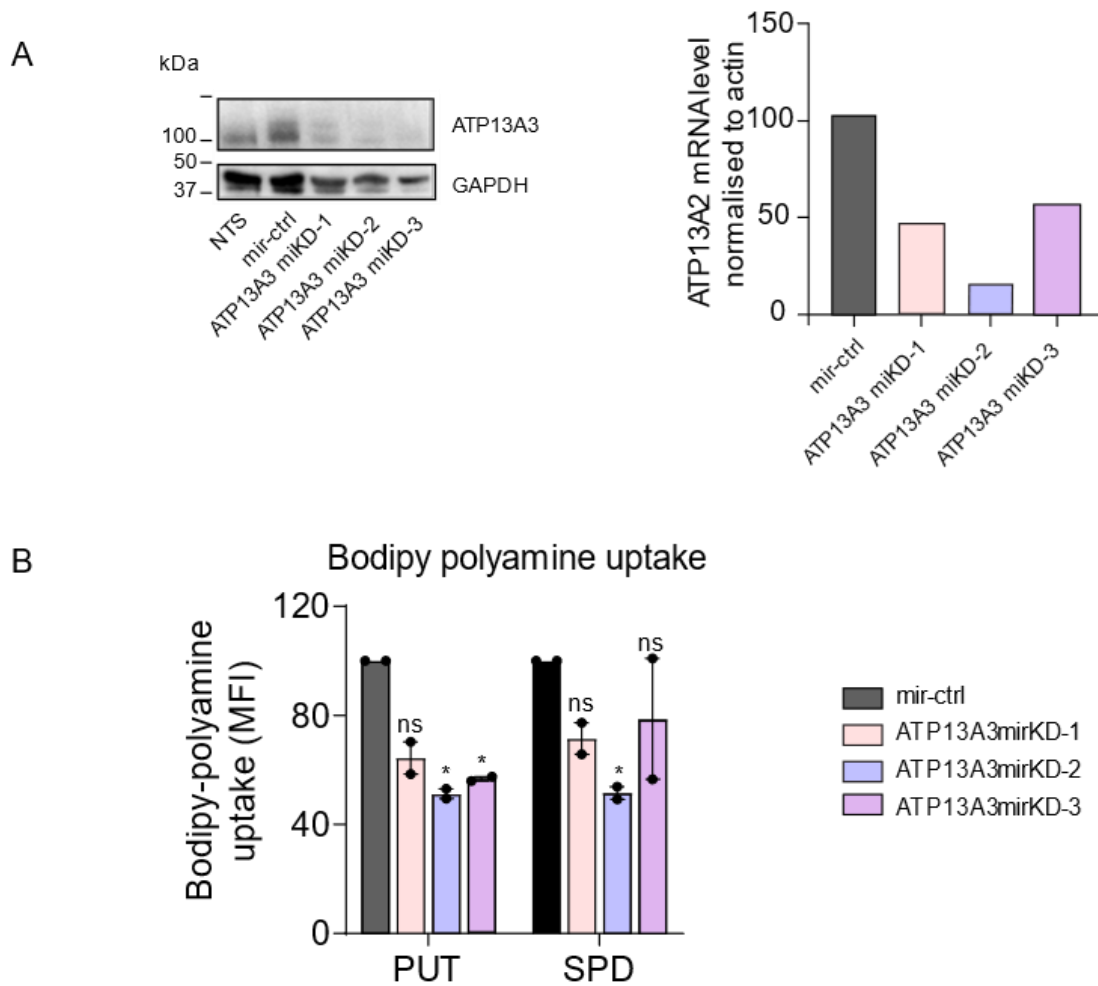 A
kDa
100
50
37
ATP13A3
GAPDH
NTS
mir-ctrl
ATP13A3 miKD-1
ATP13A3 miKD-2
ATP13A3 miKD-3
ATP13A2 mRNAlevel
normalised to actin
150
100
50
0
mir-ctrl
ATP13A3 miKD-1
ATP13A3 miKD-2
ATP13A3 miKD-3
B
Bodipy polyamine uptake
Bodipy-polyamine
uptake (MFI)
120
80
40
0
ns
*
*
ns
*
ns
PUT
SPD
mir-ctrl
ATP13A3mirKD-1
ATP13A3mirKD-2
ATP13A3mirKD-3